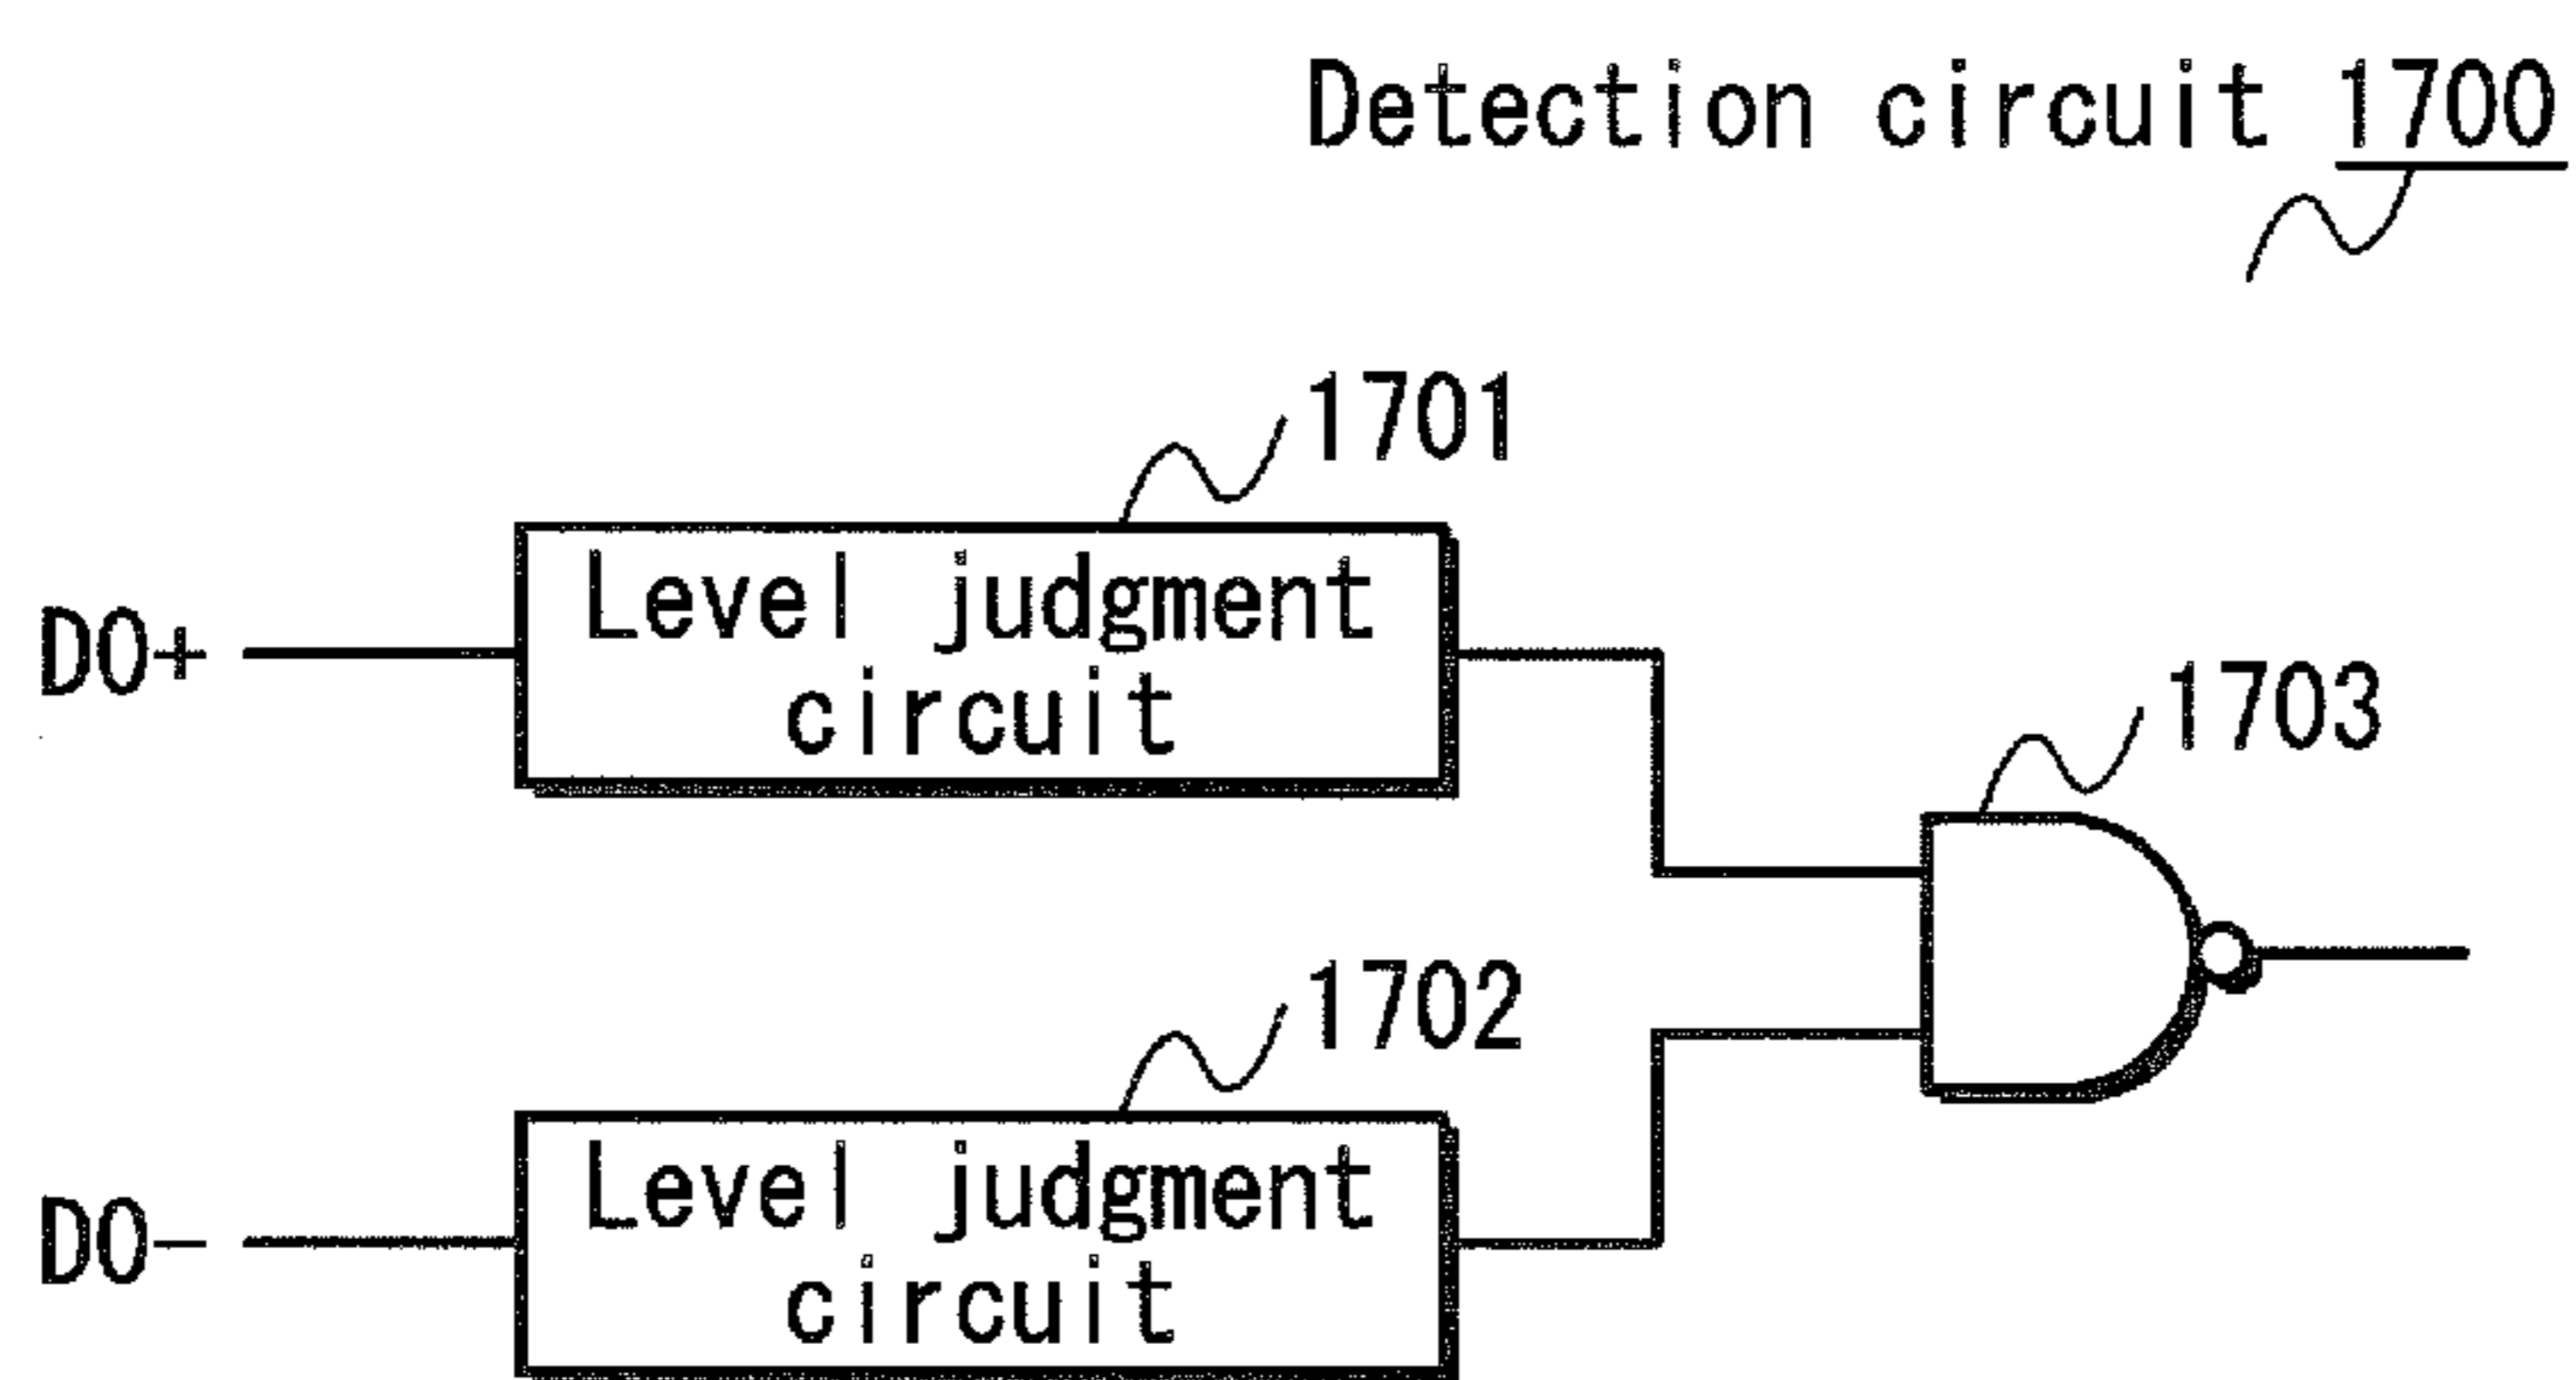 Detection circuit 1700
1701
Level judgment
circuit
D0+
1703
1702
Level judgment
circuit
D0−